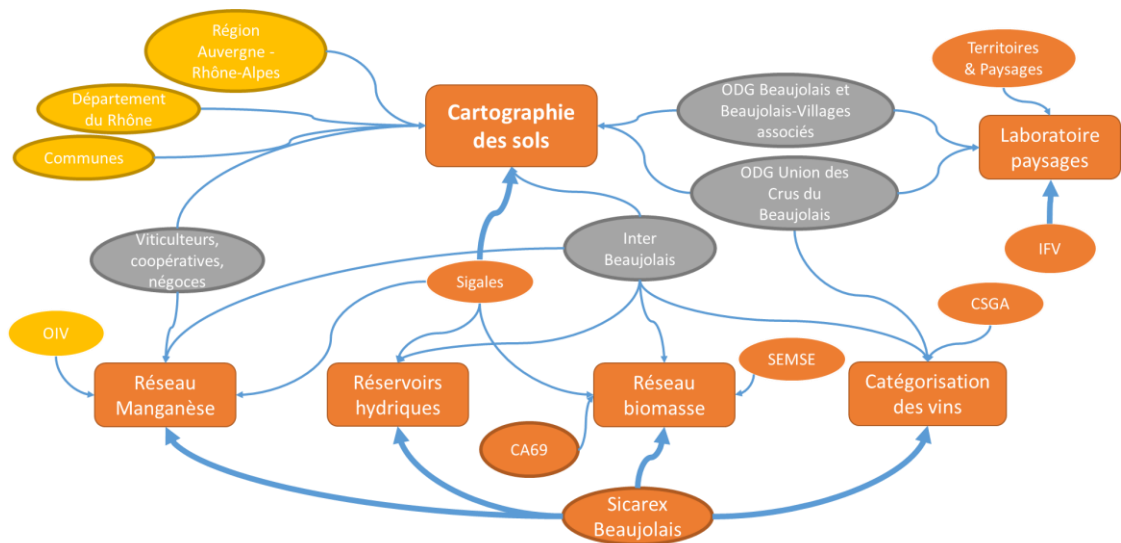 Région
Auvergne -
Rhône-Alpes
Département
du Rhône
Communes
Cartographie
des sols
ODG Beaujolais et
Beaujolais-Villages
associés
ODG Union des
Crus du
Beaujolais
Territoires
& Paysages
Laboratoire
paysages
IFV
Viticulteurs,
coopératives,
négoces
Sigales
Inter
Beaujolais
CSGA
OIV
SEMSE
Réseau
Manganèse
Réservoirs
hydriques
Réseau
biomasse
Catégorisation
des vins
CA69
Sicarex
Beaujolais